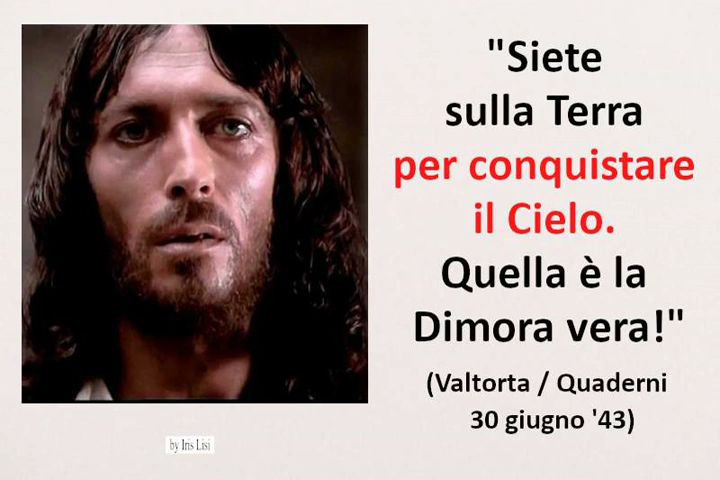 "Siete
sulla Terra
per conquistare
il Cielo.
Quella è la
Dimora vera!"
(Valtorta / Quaderni
30 giugno '43)
by Iris Lisi